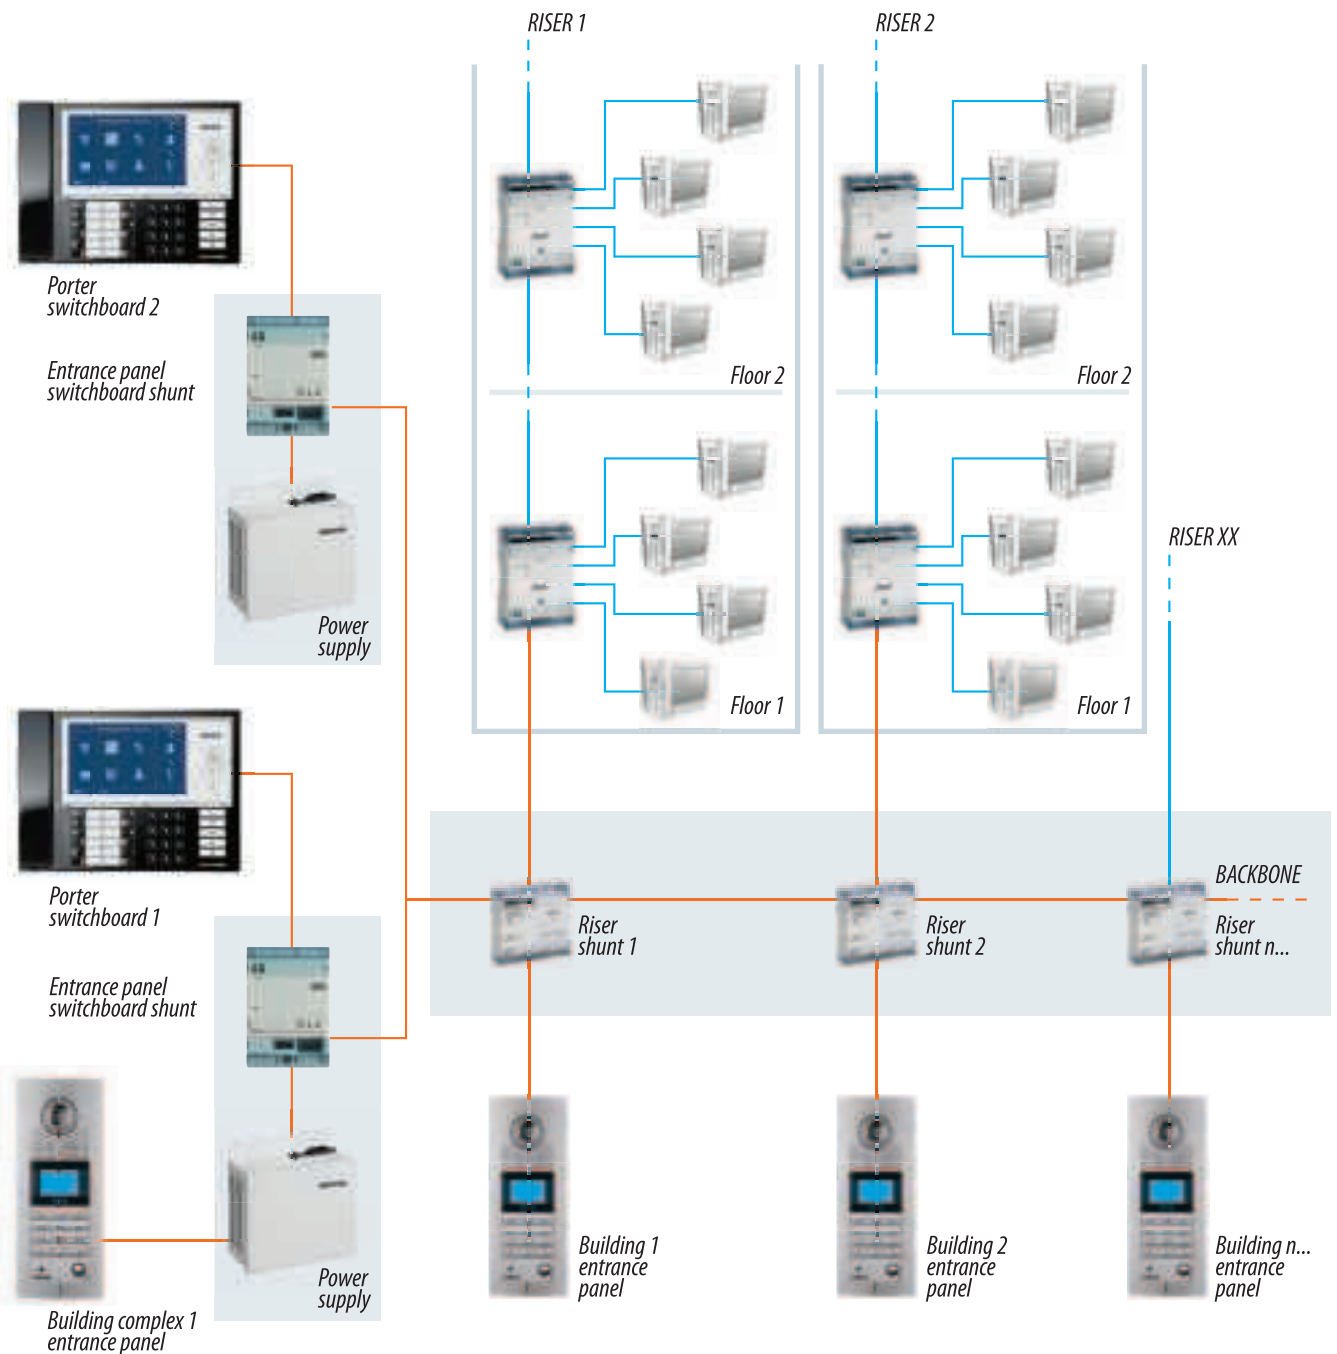 RISER 1
RISER 2
Porter
switchboard 2
Entrance panel
switchboard shunt
Floor 2
Floor 2
RISER XX
Power
supply
Floor 1
Floor 1
Porter
switchboard 1
BACKBONE
Riser
shunt 1
Riser
shunt 2
Riser
shunt n...
Entrance panel
switchboard shunt
Building 1
entrance
panel
Building 2
entrance
panel
Building n...
entrance
panel
Power
supply
Building complex 1
entrance panel